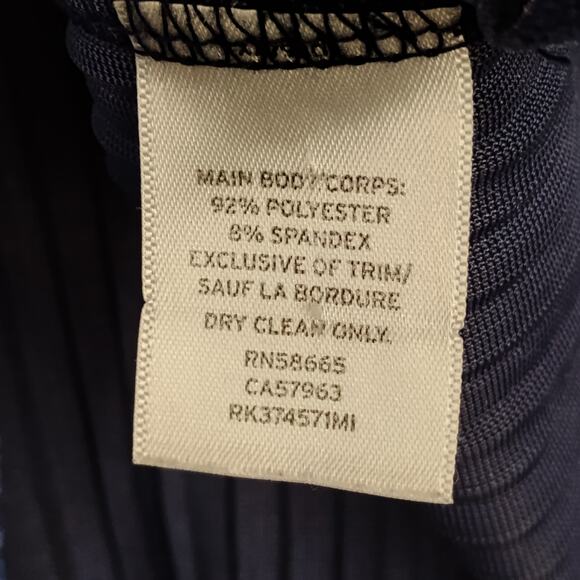 MAIN BODY/CORPS:
92% POLYESTER
8% SPANDEX
EXCLUSIVE OF TRIM/
SAUF LA BORDURE
DRY CLEAN ONLY.
RN58665
CA57963
RK374571MI